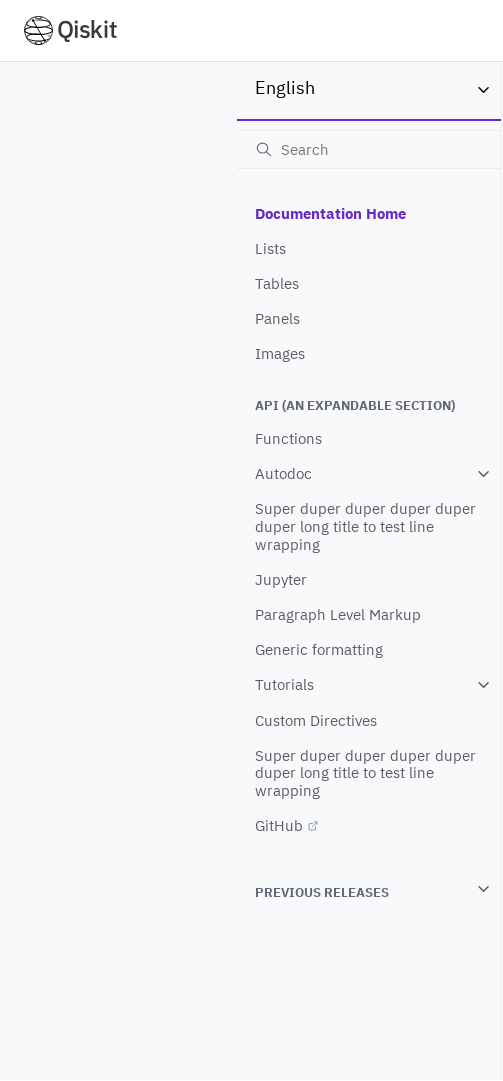 Qiskit
English
Search
Documentation Home
Lists
Tables
Panels
Images
API (AN EXPANDABLE SECTION)
Functions
Autodoc
Super duper duper duper duper
duper long title to test line
wrapping
Jupyter
Paragraph Level Markup
Generic formatting
Tutorials
Custom Directives
Super duper duper duper duper
duper long title to test line
wrapping
GitHub
PREVIOUS RELEASES